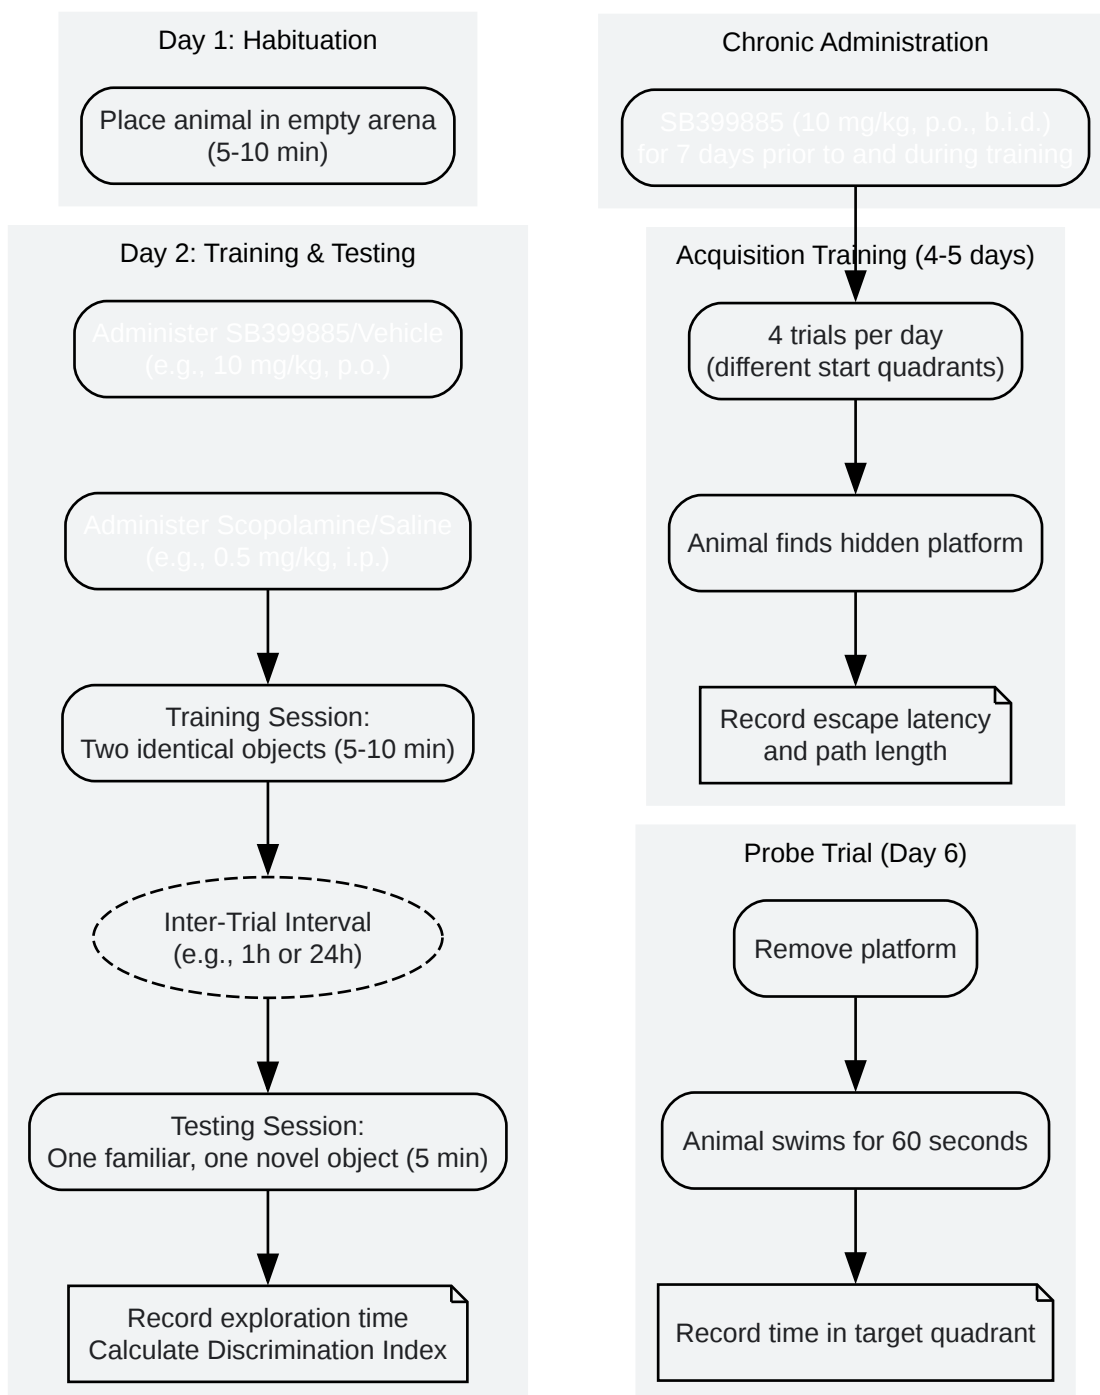 Day 1: Habituation
Place animal in empty arena
(5-10 min)
Day 2: Training & Testing
Administer SB399885/Vehicle
(e.g., 10 mg/kg, p.o.)
Administer Scopolamine/Saline
(e.g., 0.5 mg/kg, i.p.)
Training Session:
Two identical objects (5-10 min)
Inter-Trial Interval
(e.g., 1h or 24h)
Testing Session:
One familiar, one novel object (5 min)
Record exploration time
Calculate Discrimination Index
Chronic Administration
SB399885 (10 mg/kg, p.o., b.i.d.)
for 7 days prior to and during training
Acquisition Training (4-5 days)
4 trials per day
(different start quadrants)
Animal finds hidden platform
Record escape latency
and path length
Probe Trial (Day 6)
Remove platform
Animal swims for 60 seconds
Record time in target quadrant